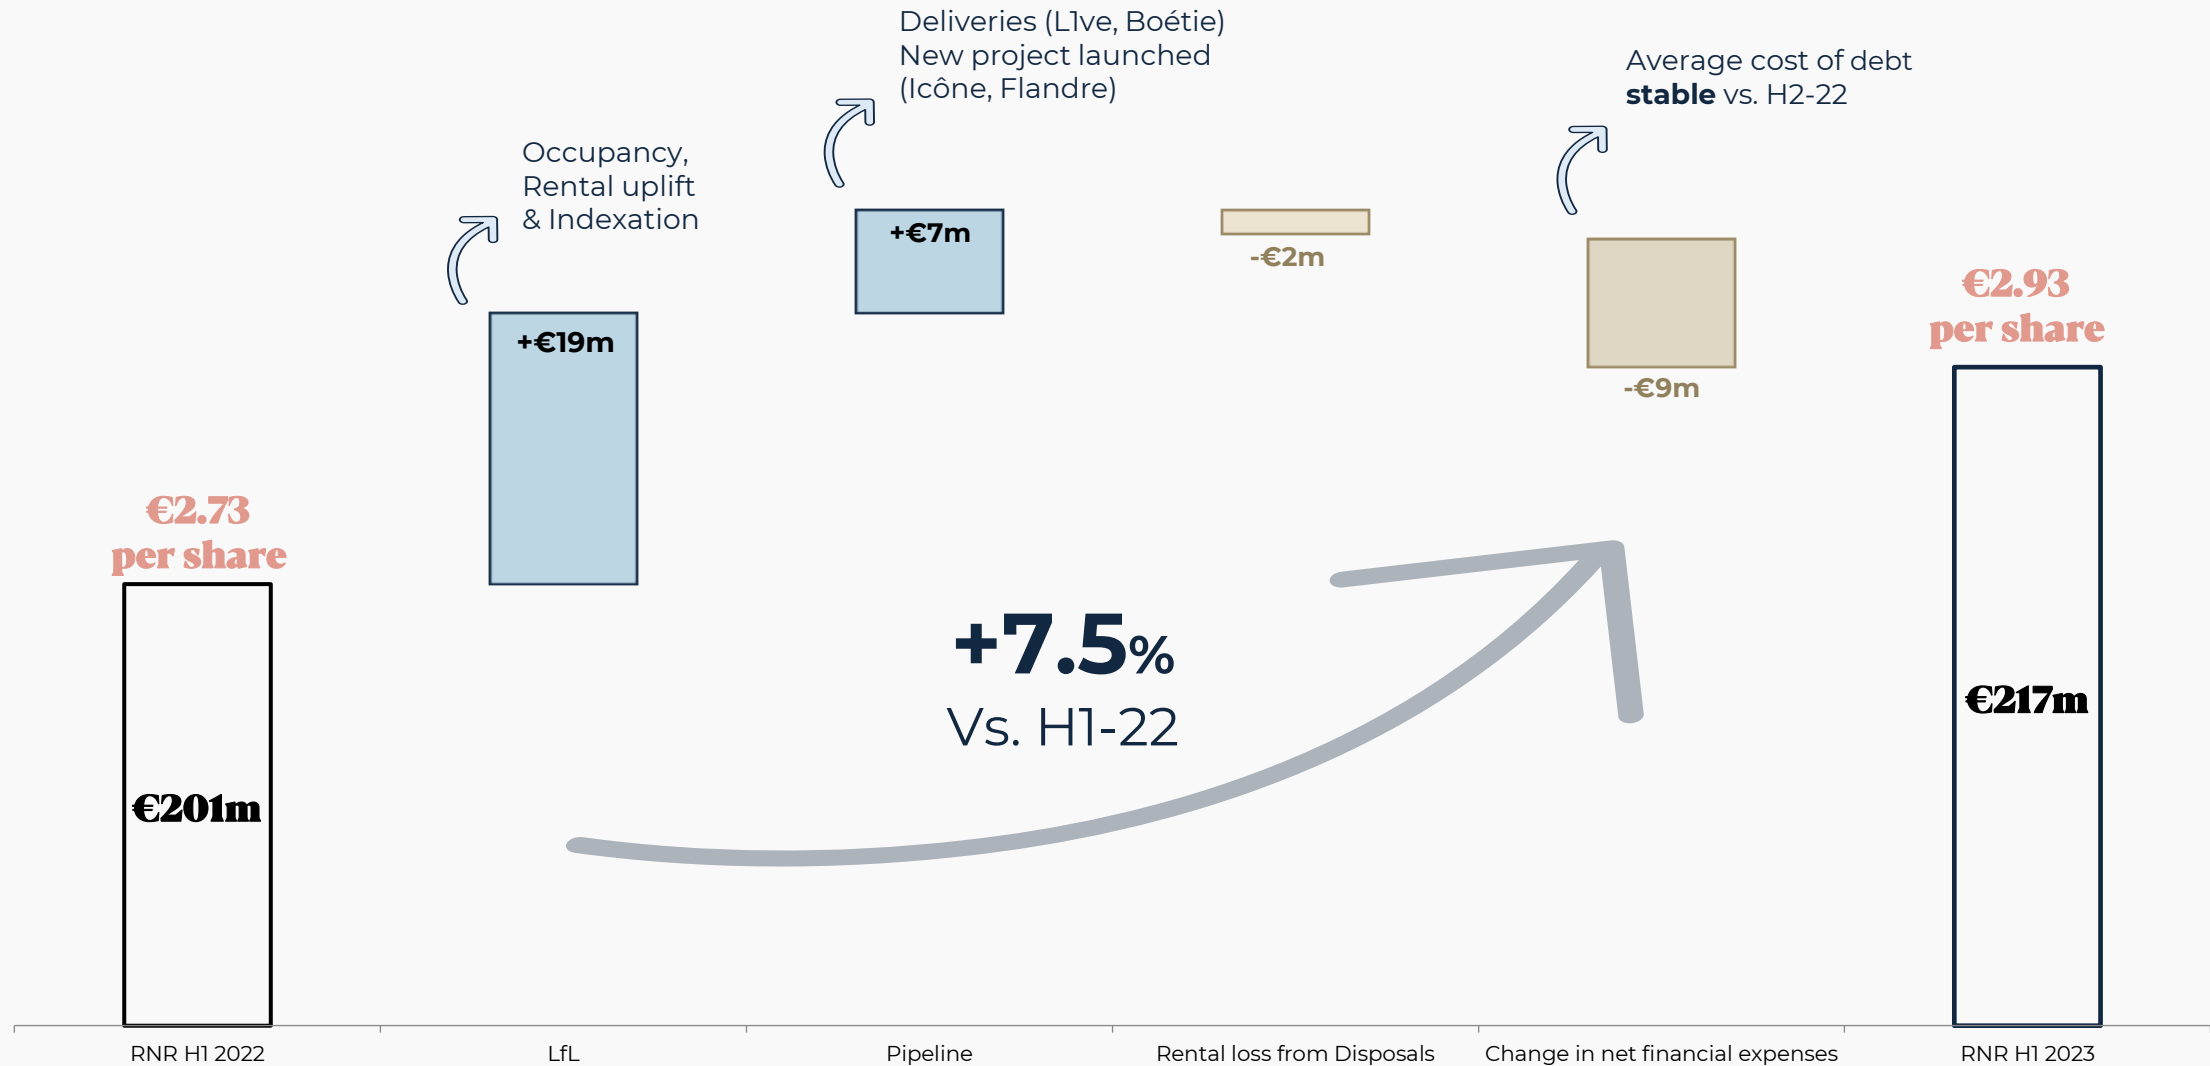 Deliveries (L1ve, Boétie)
New project launched
(Icône, Flandre)
Average cost of debt
stable vs. H2-22
Occupancy,
Rental uplift
& Indexation
+€7m
-€2m
+€19m
€2.93
per share
-€9m
€2.73
per share
+7.5%
Vs. H1-22
€217m
€201m
RNR H1 2022
LfL
Pipeline
Rental loss from Disposals
Change in net financial expenses
RNR H1 2023